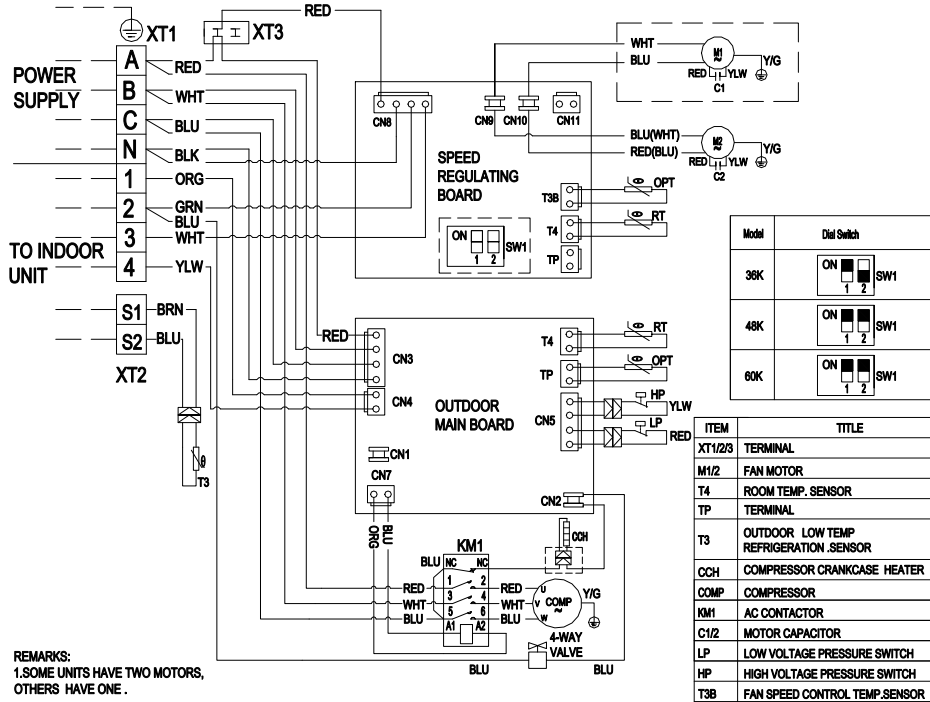 RED
XT1
XT3
POWER
SUPPLY
A
RED
B
WHT
C
BLU
N
BLK
1
ORG
2
GRN
BLU
3
WHT
4
YLW
TO INDOOR
UNIT
S1
BRN
S2
BLU
XT2
T3
θ
CN8
CN9
CN10
CN11
SPEED
REGULATING
BOARD
ON
1 2
SW1
T3B
T4
TP
θ OPT
θ RT
WHT
BLU
M1
~
RED
YLW
C1
Y/G
BLU(WHT)
RED(BLU)
M2
~
RED
YLW
C2
Y/G
Model
Dial Switch
36K
ON
1 2
SW1
48K
ON
1 2
SW1
60K
ON
1 2
SW1
RED
CN3
CN4
CN1
CN7
OUTDOOR
MAIN BOARD
T4
TP
CN5
CN2
θ RT
θ OPT
HP
YLW
LP
RED
ORG
BLU
KM1
CCH
BLU
NC
NC
RED
1
2
RED
U
WHT
3
4
WHT
V
BLU
5
6
BLU
W
A1
A2
COMP
~
Y/G
4-WAY
VALVE
BLU
BLU
ITEM TITLE
XT1/2/3 TERMINAL
M1/2 FAN MOTOR
T4 ROOM TEMP. SENSOR
TP TERMINAL
T3 OUTDOOR LOW TEMP
REFRIGERATION .SENSOR
CCH COMPRESSOR CRANKCASE HEATER
COMP COMPRESSOR
KM1 AC CONTACTOR
C1/2 MOTOR CAPACITOR
LP LOW VOLTAGE PRESSURE SWITCH
HP HIGH VOLTAGE PRESSURE SWITCH
T3B FAN SPEED CONTROL TEMP.SENSOR
REMARKS:
1.SOME UNITS HAVE TWO MOTORS,
OTHERS HAVE ONE .